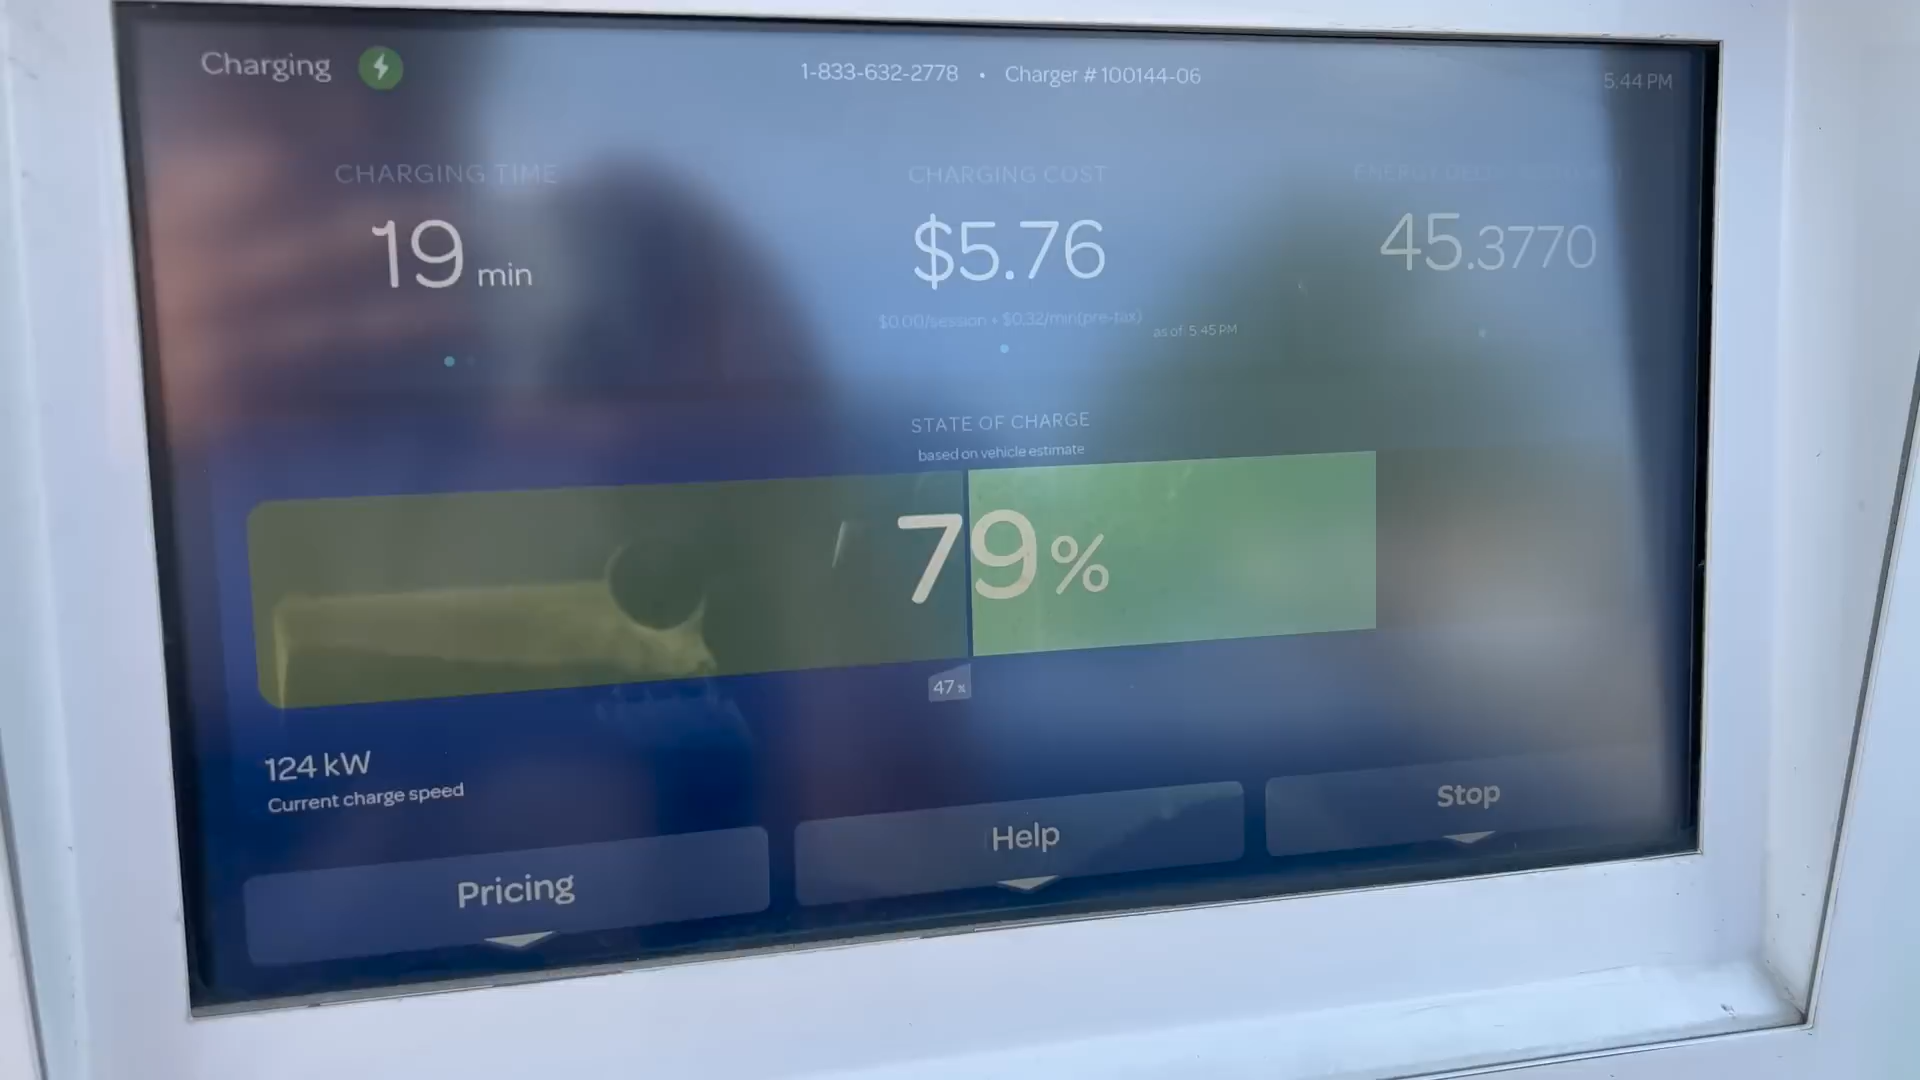 Charging
1-833-632-2778 • Charger # 100144-06
5:44 PM
CHARGING TIME
19 min
CHARGING COST
$5.76
$0.00/session + $0.32/min(pre-tax)
as of 5:45 PM
ENERGY
45.3770
STATE OF CHARGE
based on vehicle estimate
79%
47%
124 kW
Current charge speed
Pricing
Help
Stop